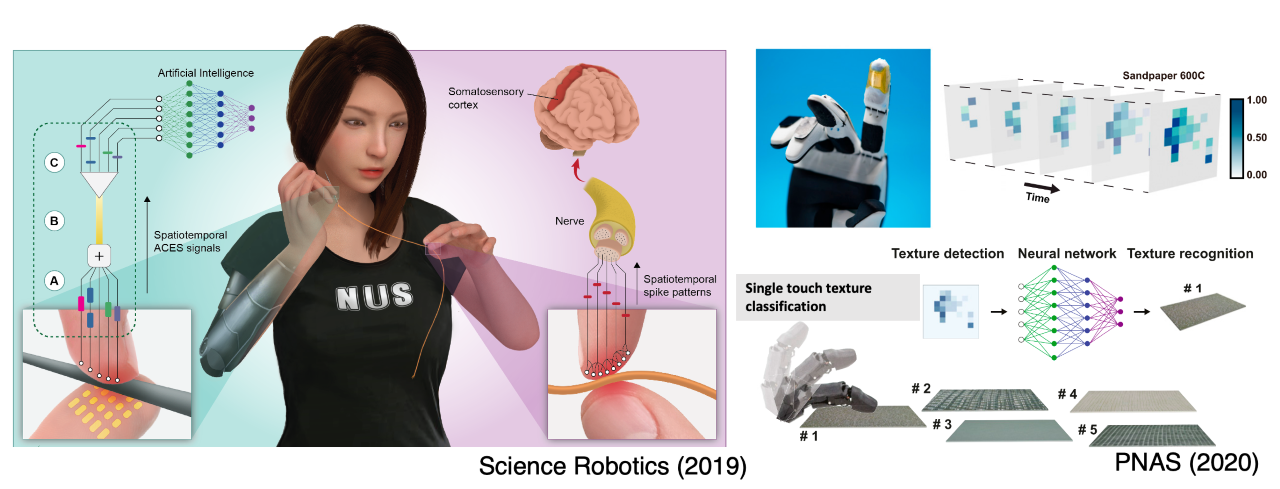 Artificial Intelligence
C
B
Spatiotemporal
ACES signals
+
A
Somatosensory
cortex
Nerve
Spatiotemporal
spike patterns
NUS
Science Robotics (2019)
Sandpaper 600C
1.00
0.50
0.00
Time
Texture detection
Neural network
Texture recognition
Single touch texture
classification
# 1
# 2
# 4
# 3
# 5
# 1
PNAS (2020)